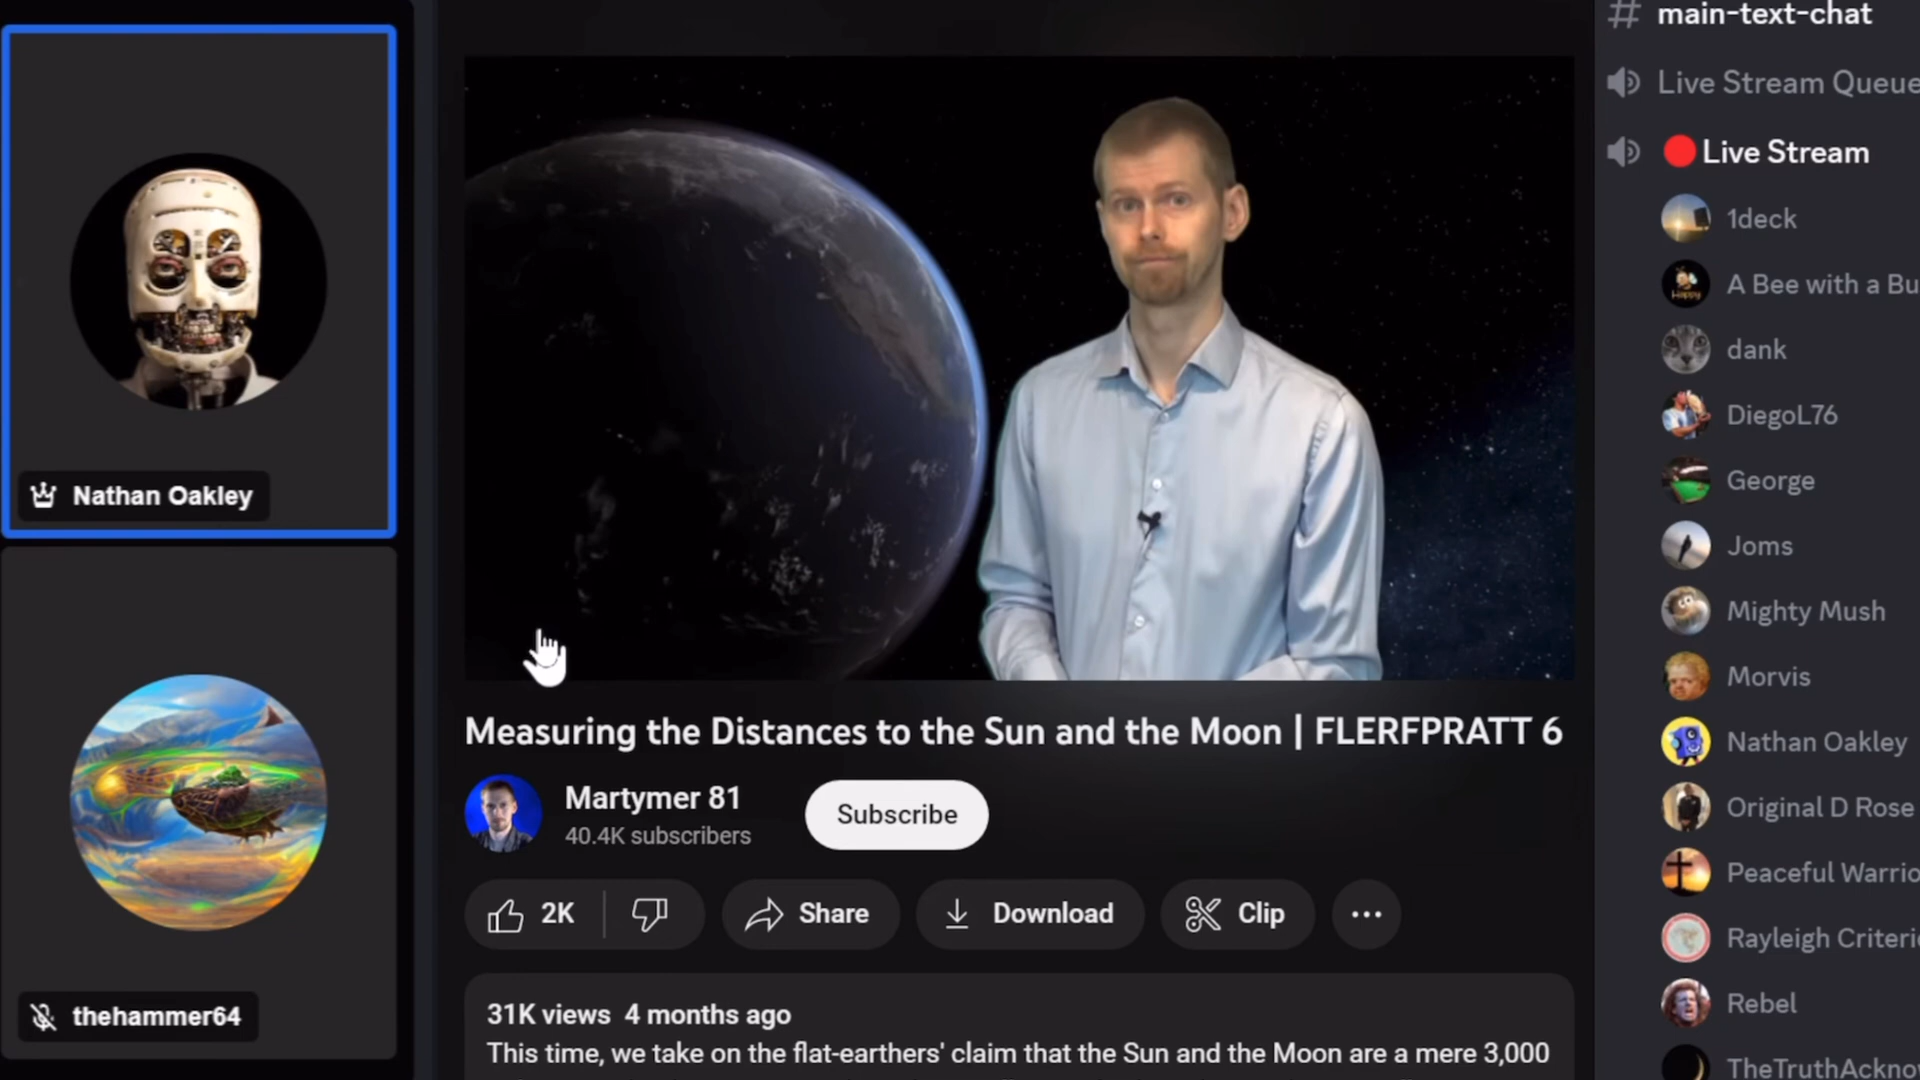 Nathan Oakley
thehammer64
Measuring the Distances to the Sun and the Moon | FLERFPRATT 6
Martymer 81
40.4K subscribers
Subscribe
2K
Share
Download
Clip
31K views 4 months ago
This time, we take on the flat-earthers' claim that the Sun and the Moon are a mere 3,000
# main-text-chat
Live Stream Queue
Live Stream
1deck
A Bee with a Bu
Happy
dank
DiegoL76
George
Joms
Mighty Mush
Morvis
Nathan Oakley
Original D Rose
Peaceful Warrio
Rayleigh Criteri
Rebel
TheTruthAckno